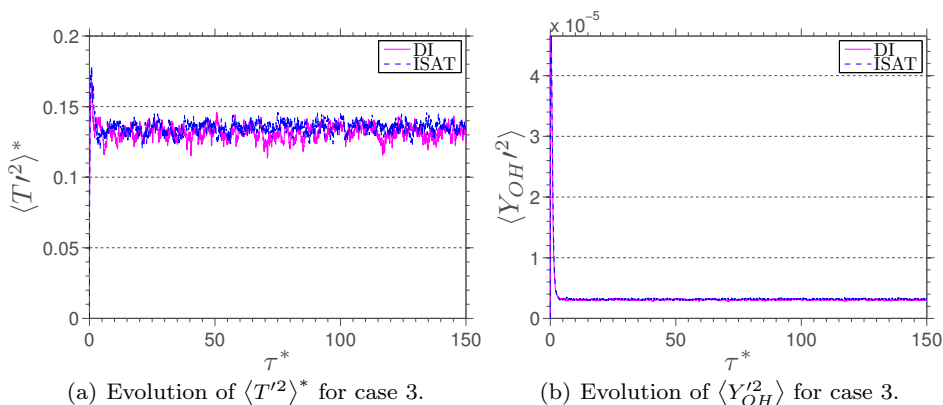 0.2
0.15
0.1
0.05
0
⟨T′²⟩*
DI
ISAT
0 50 100 150
τ*
(a) Evolution of ⟨T′²⟩* for case 3.
x 10⁻⁵
4
3
2
1
0
⟨Y_OH′²⟩
DI
ISAT
0 50 100 150
τ*
(b) Evolution of ⟨Y′²_OH⟩ for case 3.